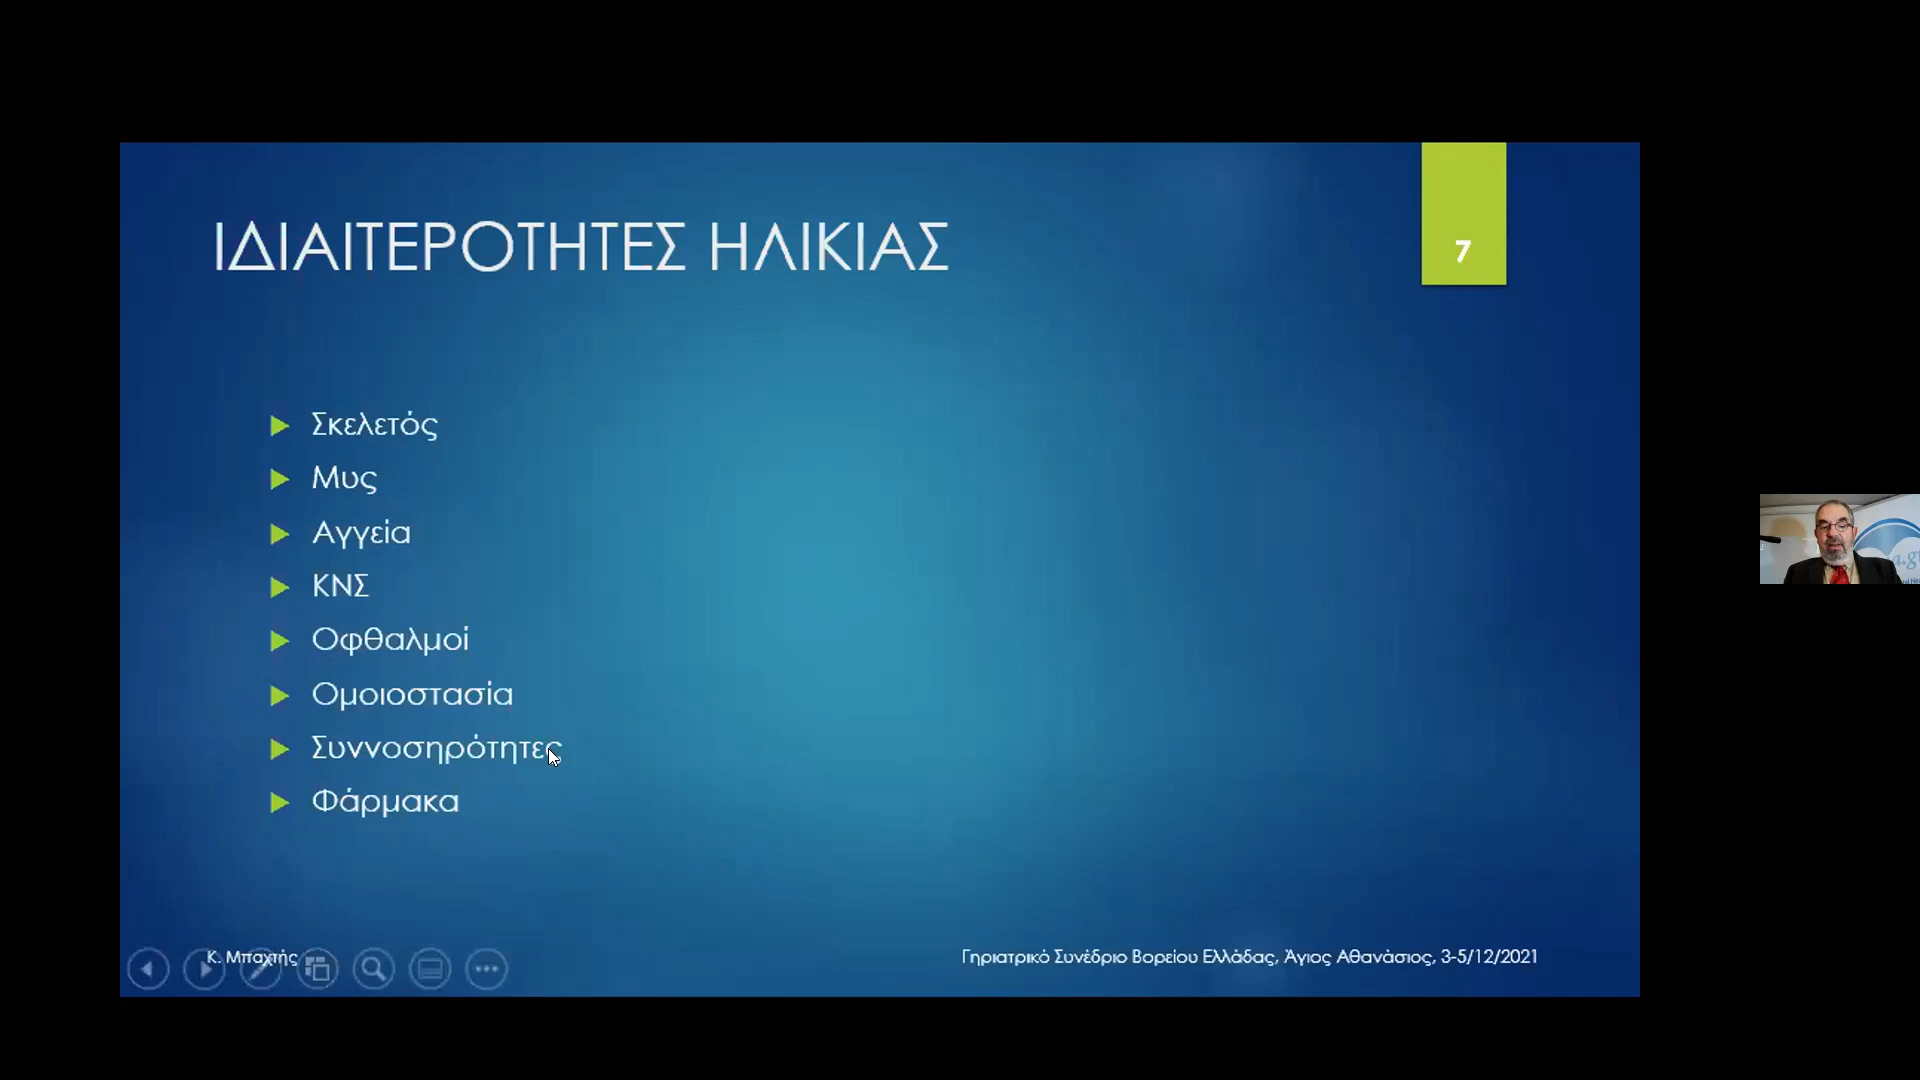 ΙΔΙΑΙΤΕΡΟΤΗΤΕΣ ΗΛΙΚΙΑΣ
7
Σκελετός
Μυς
Αγγεία
ΚΝΣ
Οφθαλμοί
Ομοιοστασία
Συννοσηρότητες
Φάρμακα
Κ. Μπαχτής
Γηριατρικό Συνέδριο Βορείου Ελλάδας, Άγιος Αθανάσιος, 3-5/12/2021